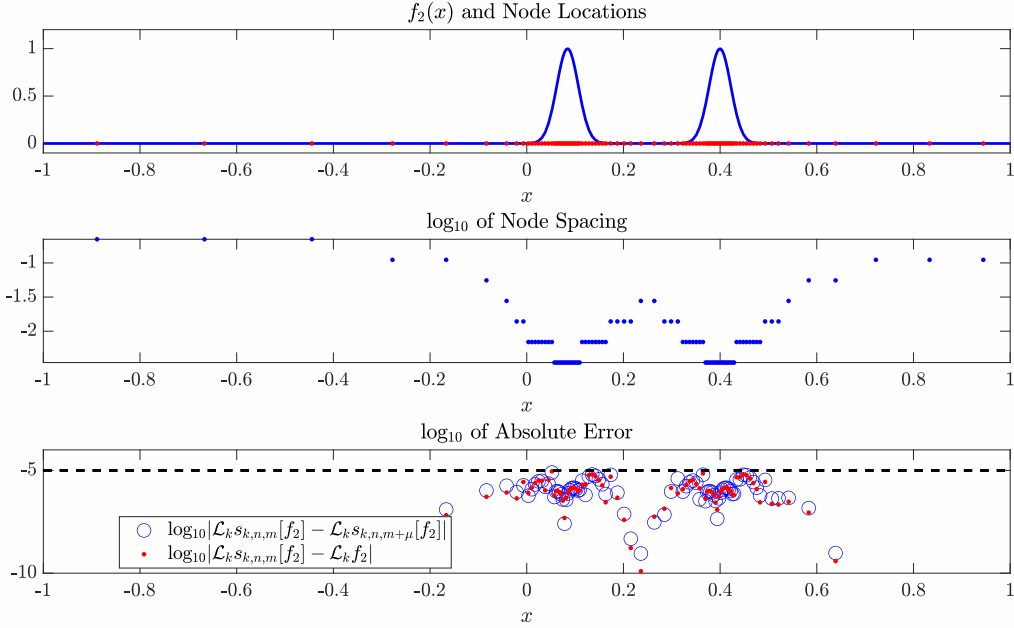 f₂(x) and Node Locations
1
0.5
0
-1 -0.8 -0.6 -0.4 -0.2 0 0.2 0.4 0.6 0.8 1
x
log₁₀ of Node Spacing
-1
-1.5
-2
-1 -0.8 -0.6 -0.4 -0.2 0 0.2 0.4 0.6 0.8 1
x
log₁₀ of Absolute Error
-5
log₁₀|ℒₖsₖ,ₙ,ₘ[f₂] − ℒₖsₖ,ₙ,ₘ₊μ[f₂]|
log₁₀|ℒₖsₖ,ₙ,ₘ[f₂] − ℒₖf₂|
-10
-1 -0.8 -0.6 -0.4 -0.2 0 0.2 0.4 0.6 0.8 1
x